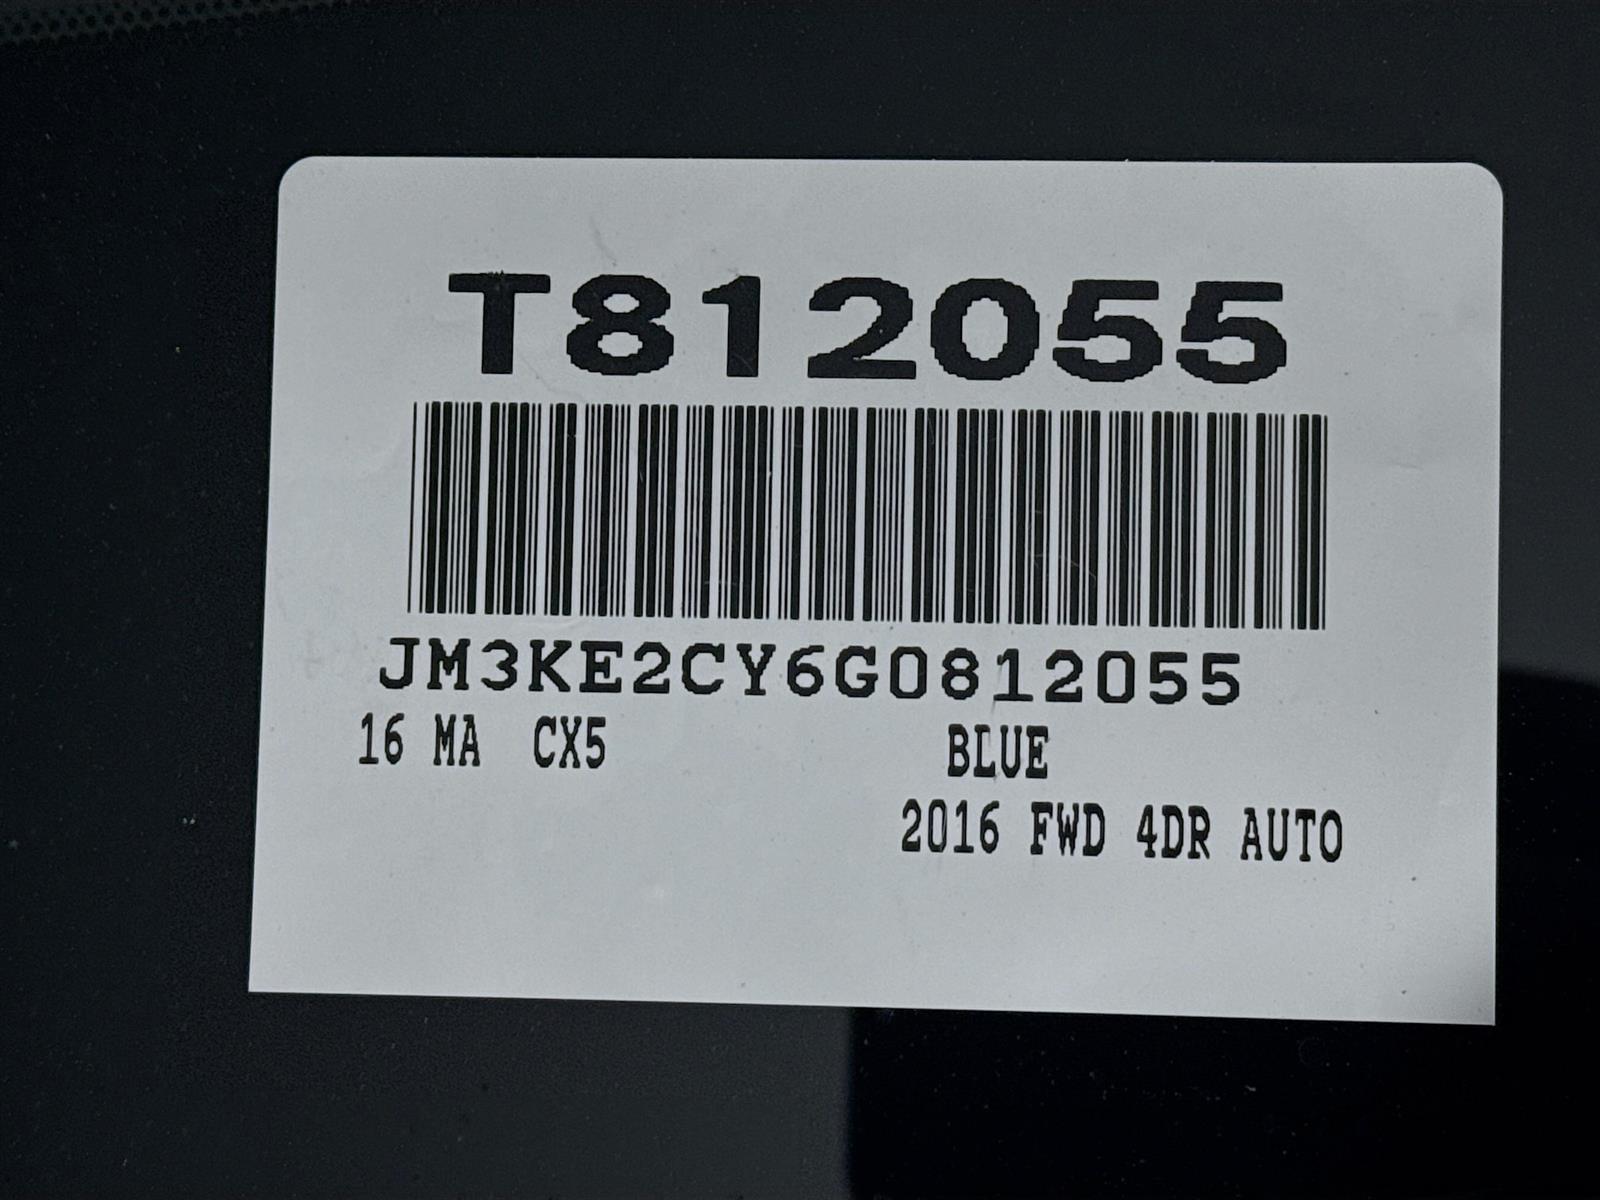 T812055
JM3KE2CY6G0812055
16 MA CX5 BLUE
2016 FWD 4DR AUTO